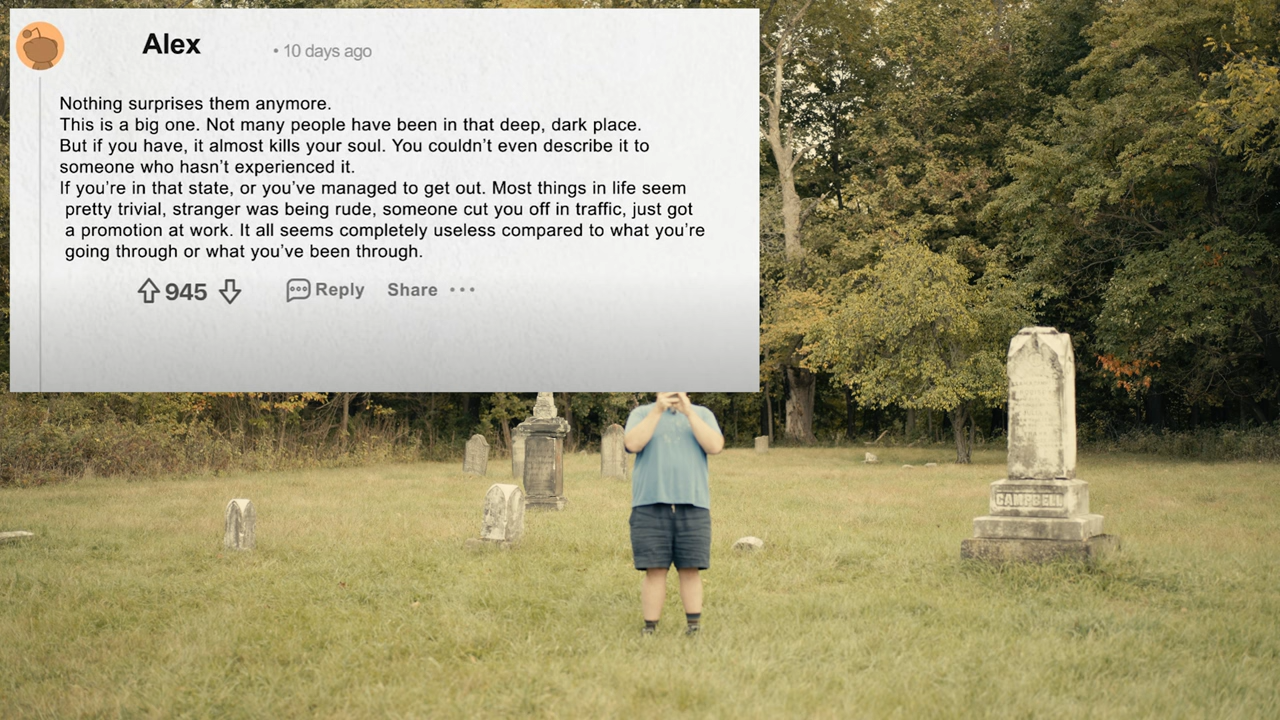 Alex • 10 days ago
Nothing surprises them anymore.
This is a big one. Not many people have been in that deep, dark place.
But if you have, it almost kills your soul. You couldn’t even describe it to
someone who hasn’t experienced it.
If you’re in that state, or you’ve managed to get out. Most things in life seem
pretty trivial, stranger was being rude, someone cut you off in traffic, just got
a promotion at work. It all seems completely useless compared to what you’re
going through or what you’ve been through.
945 Reply Share
CAMPBELL